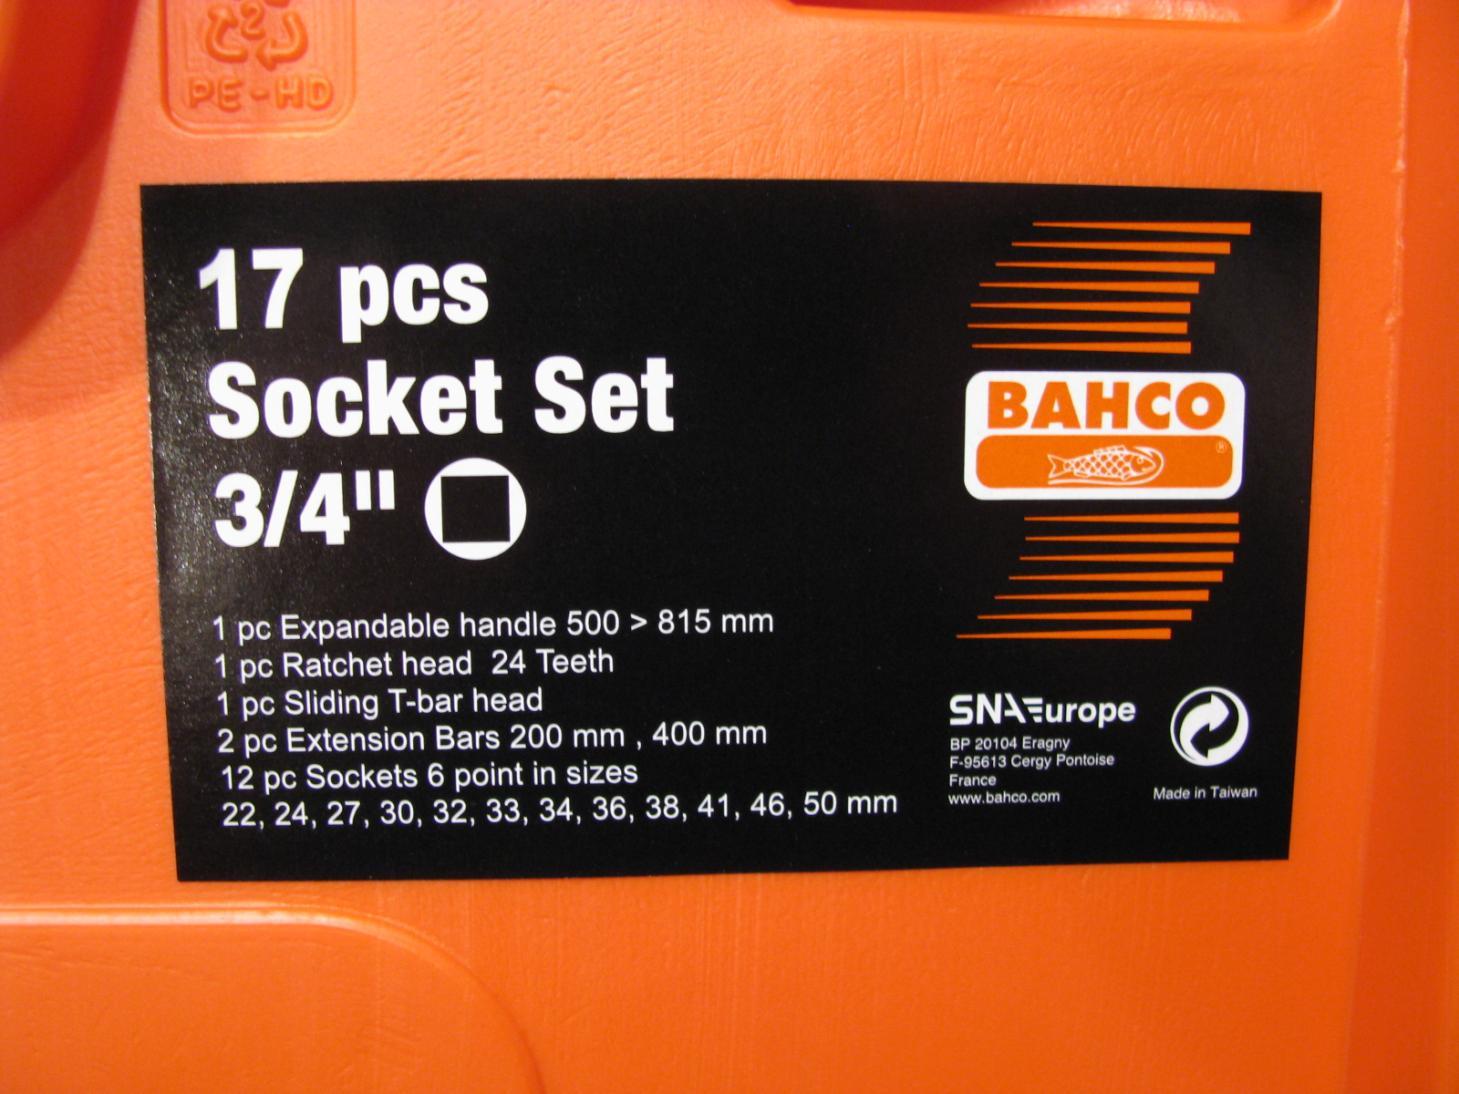 2
PE-HD
17 pcs
Socket Set
3/4"
1 pc Expandable handle 500 > 815 mm
1 pc Ratchet head 24 Teeth
1 pc Sliding T-bar head
2 pc Extension Bars 200 mm , 400 mm
12 pc Sockets 6 point in sizes
22, 24, 27, 30, 32, 33, 34, 36, 38, 41, 46, 50 mm
BAHCO
®
SNA Europe
BP 20104 Eragny
F-95613 Cergy Pontoise
France
www.bahco.com
Made in Taiwan